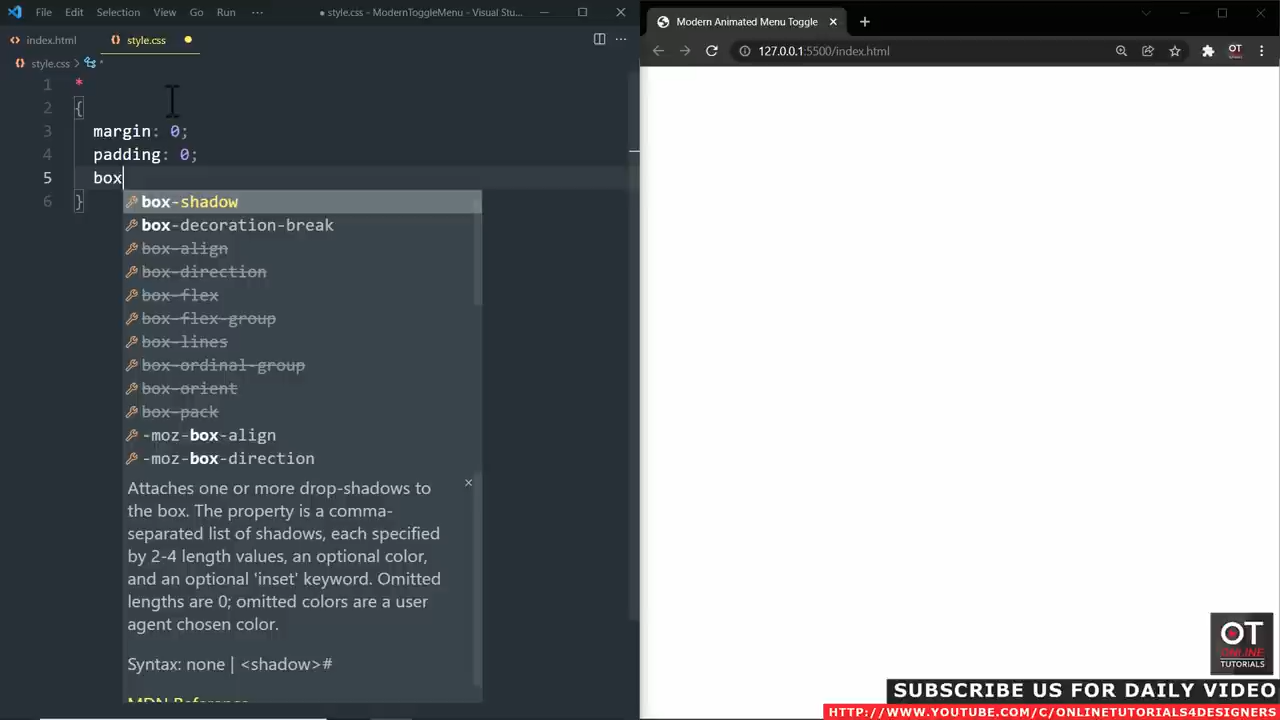 File Edit Selection View Go Run ··· ● style.css - ModernToggleMenu - Visual Stu...
index.html style.css ●
style.css > *
1 *
2 {
3 margin: 0;
4 padding: 0;
5 box
6 }
box-shadow
box-decoration-break
box-align
box-direction
box-flex
box-flex-group
box-lines
box-ordinal-group
box-orient
box-pack
-moz-box-align
-moz-box-direction
Attaches one or more drop-shadows to
the box. The property is a comma-
separated list of shadows, each specified
by 2-4 length values, an optional color,
and an optional 'inset' keyword. Omitted
lengths are 0; omitted colors are a user
agent chosen color.
Syntax: none | <shadow>#
MDN Reference
Modern Animated Menu Toggle
127.0.0.1:5500/index.html
OT
ONLINE
TUTORIALS
SUBSCRIBE US FOR DAILY VIDEO
HTTP://WWW.YOUTUBE.COM/C/ONLINETUTORIALS4DESIGNERS